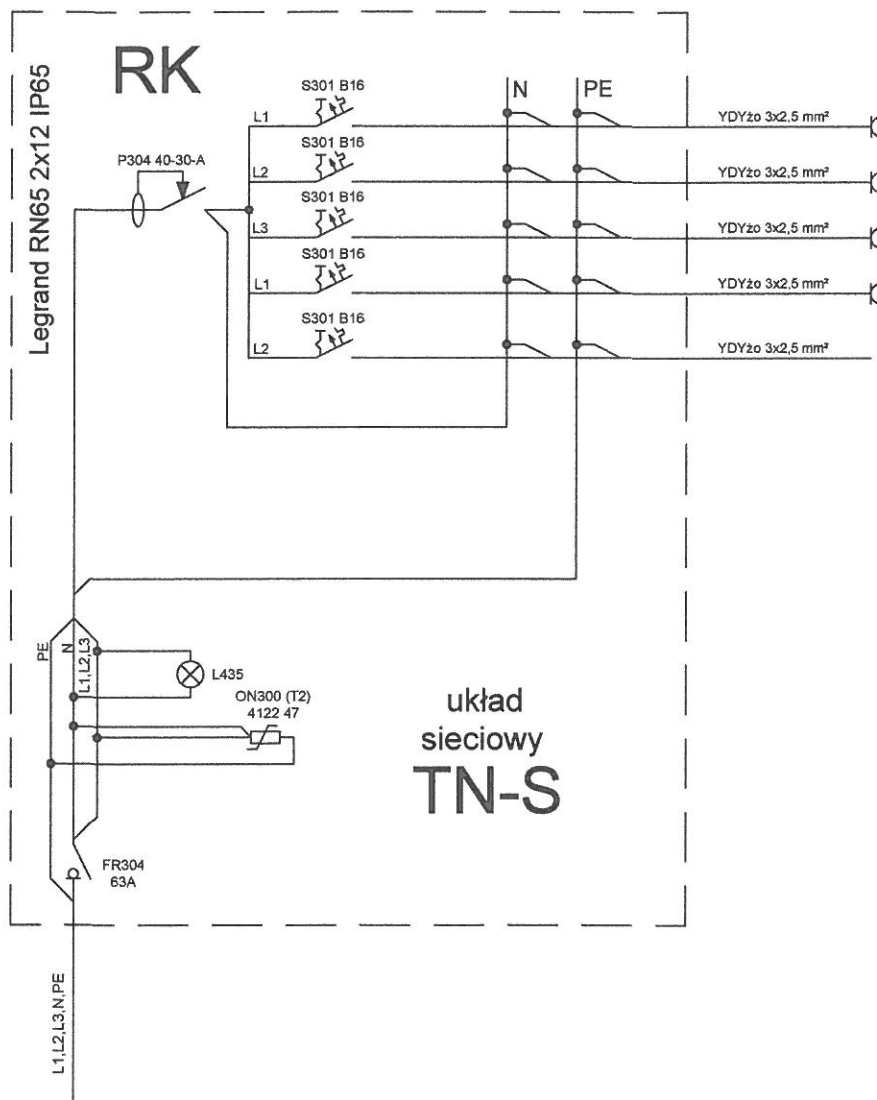 RK
Legrand RN65 2x12 IP65
P304 40-30-A
S301 B16
L1
S301 B16
L2
S301 B16
L3
S301 B16
L1
S301 B16
L2
N
PE
YDYżo 3x2,5 mm²
YDYżo 3x2,5 mm²
YDYżo 3x2,5 mm²
YDYżo 3x2,5 mm²
YDYżo 3x2,5 mm²
PE
N
L1,L2,L3
L435
ON300 (T2)
4122 47
układ
sieciowy
TN-S
FR304
63A
L1,L2,L3,N,PE